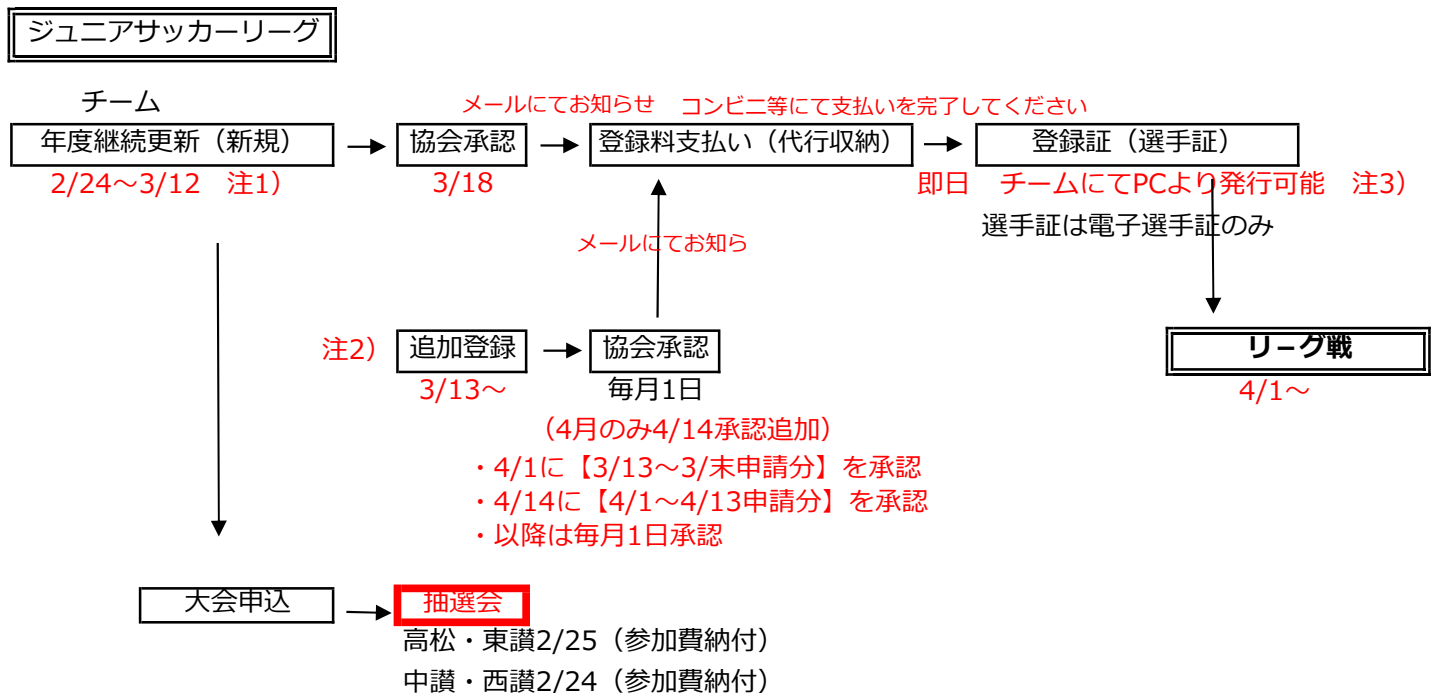 ジュニアサッカーリーグ
チーム
メールにてお知らせ コンビニ等にて支払いを完了してください
年度継続更新（新規） 協会承認 登録料支払い（代行収納） 登録証（選手証）
2/24～3/12 注1） 3/18 即日 チームにてPCより発行可能 注3）
選手証は電子選手証のみ
メールにてお知ら
注2） 追加登録 協会承認 リ－グ戦
3/13～ 毎月1日 4/1～
（4月のみ4/14承認追加）
・4/1に【3/13～3/末申請分】を承認
・4/14に【4/1～4/13申請分】を承認
・以降は毎月1日承認
大会申込 抽選会
高松・東讃2/25（参加費納付）
中讃・西讃2/24（参加費納付）